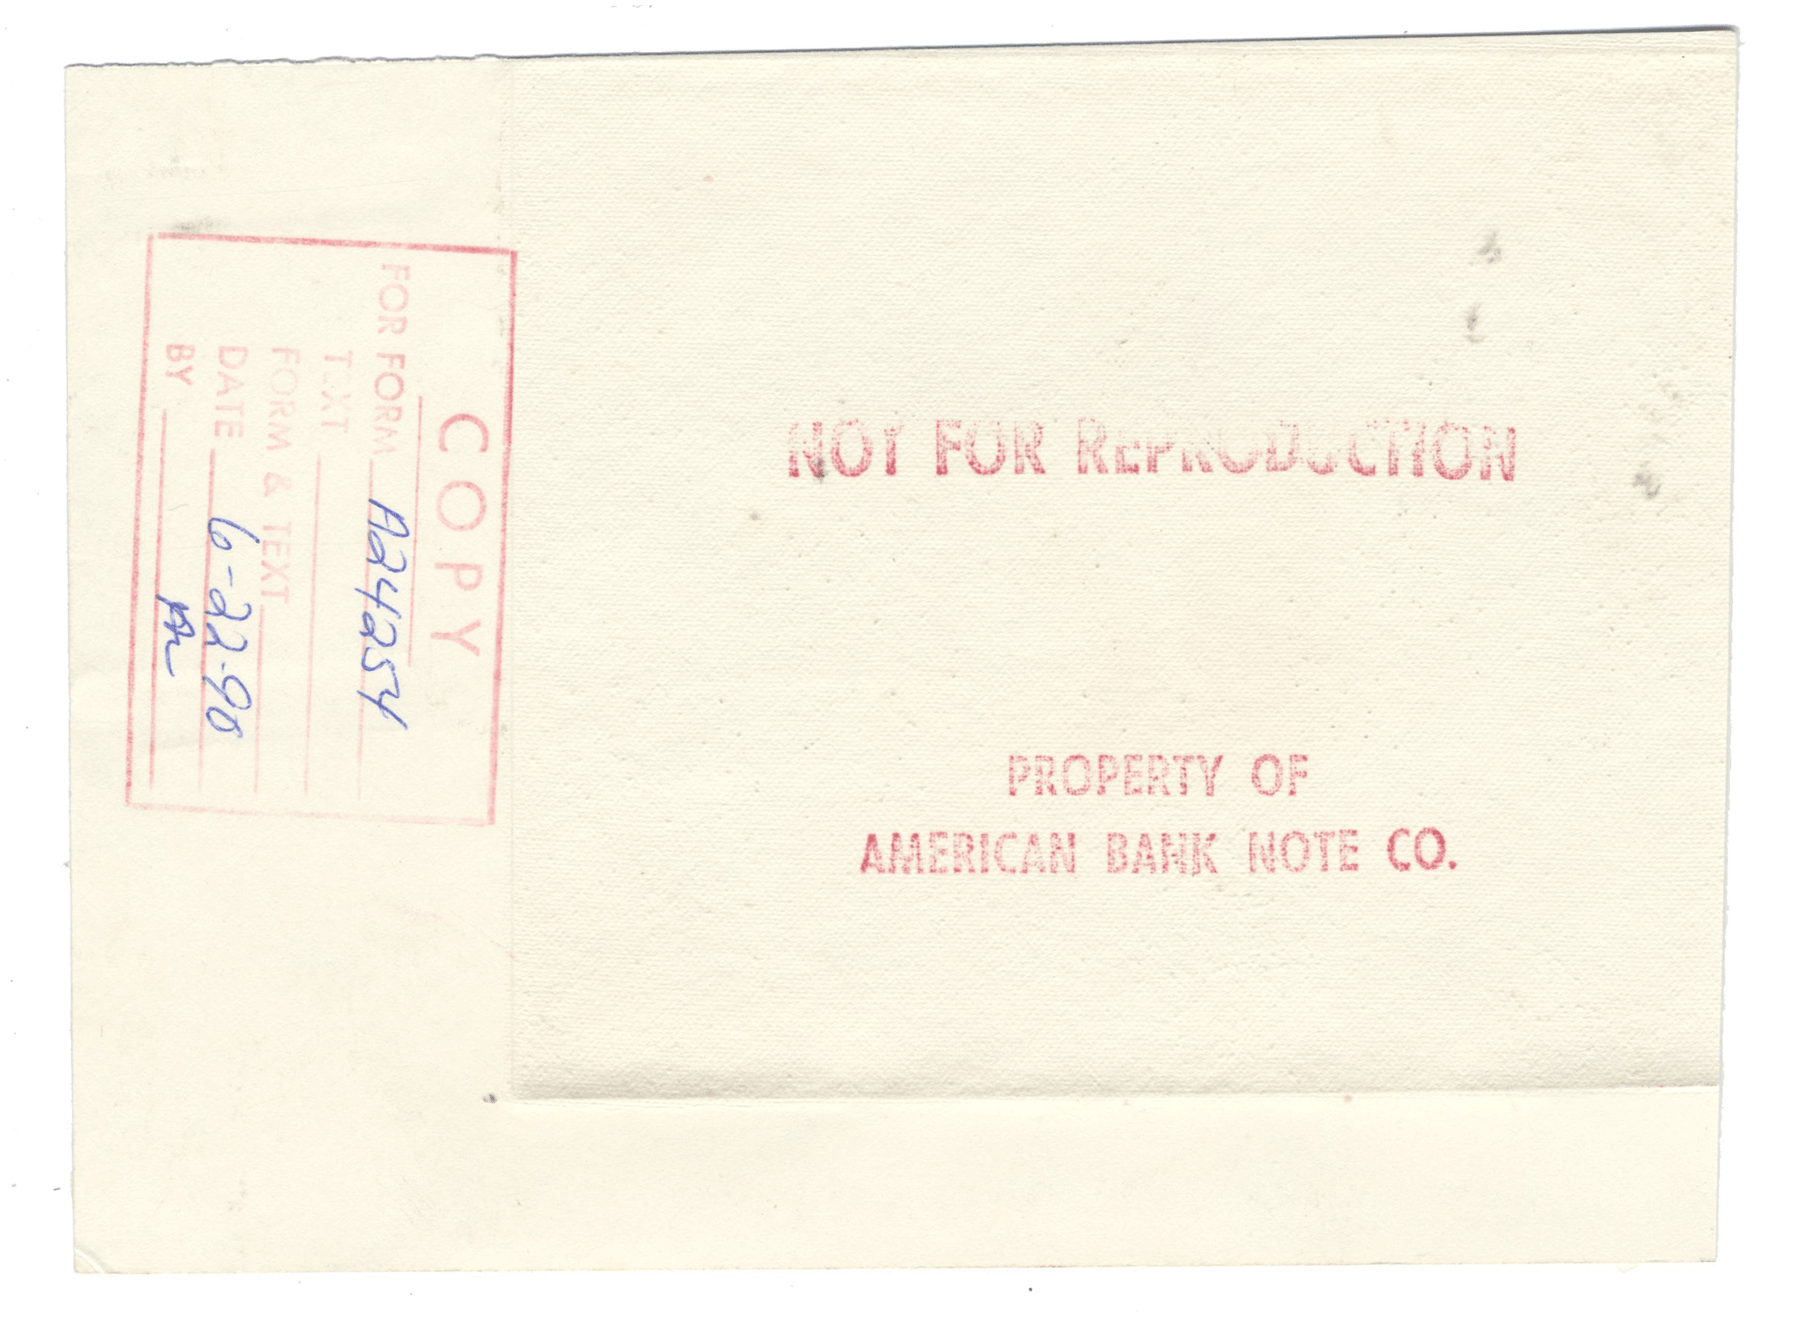 COPY
FOR FORM A24254
TEXT
FORM & TEXT
DATE 6-22-90
BY
NOT FOR REPRODUCTION
PROPERTY OF
AMERICAN BANK NOTE CO.